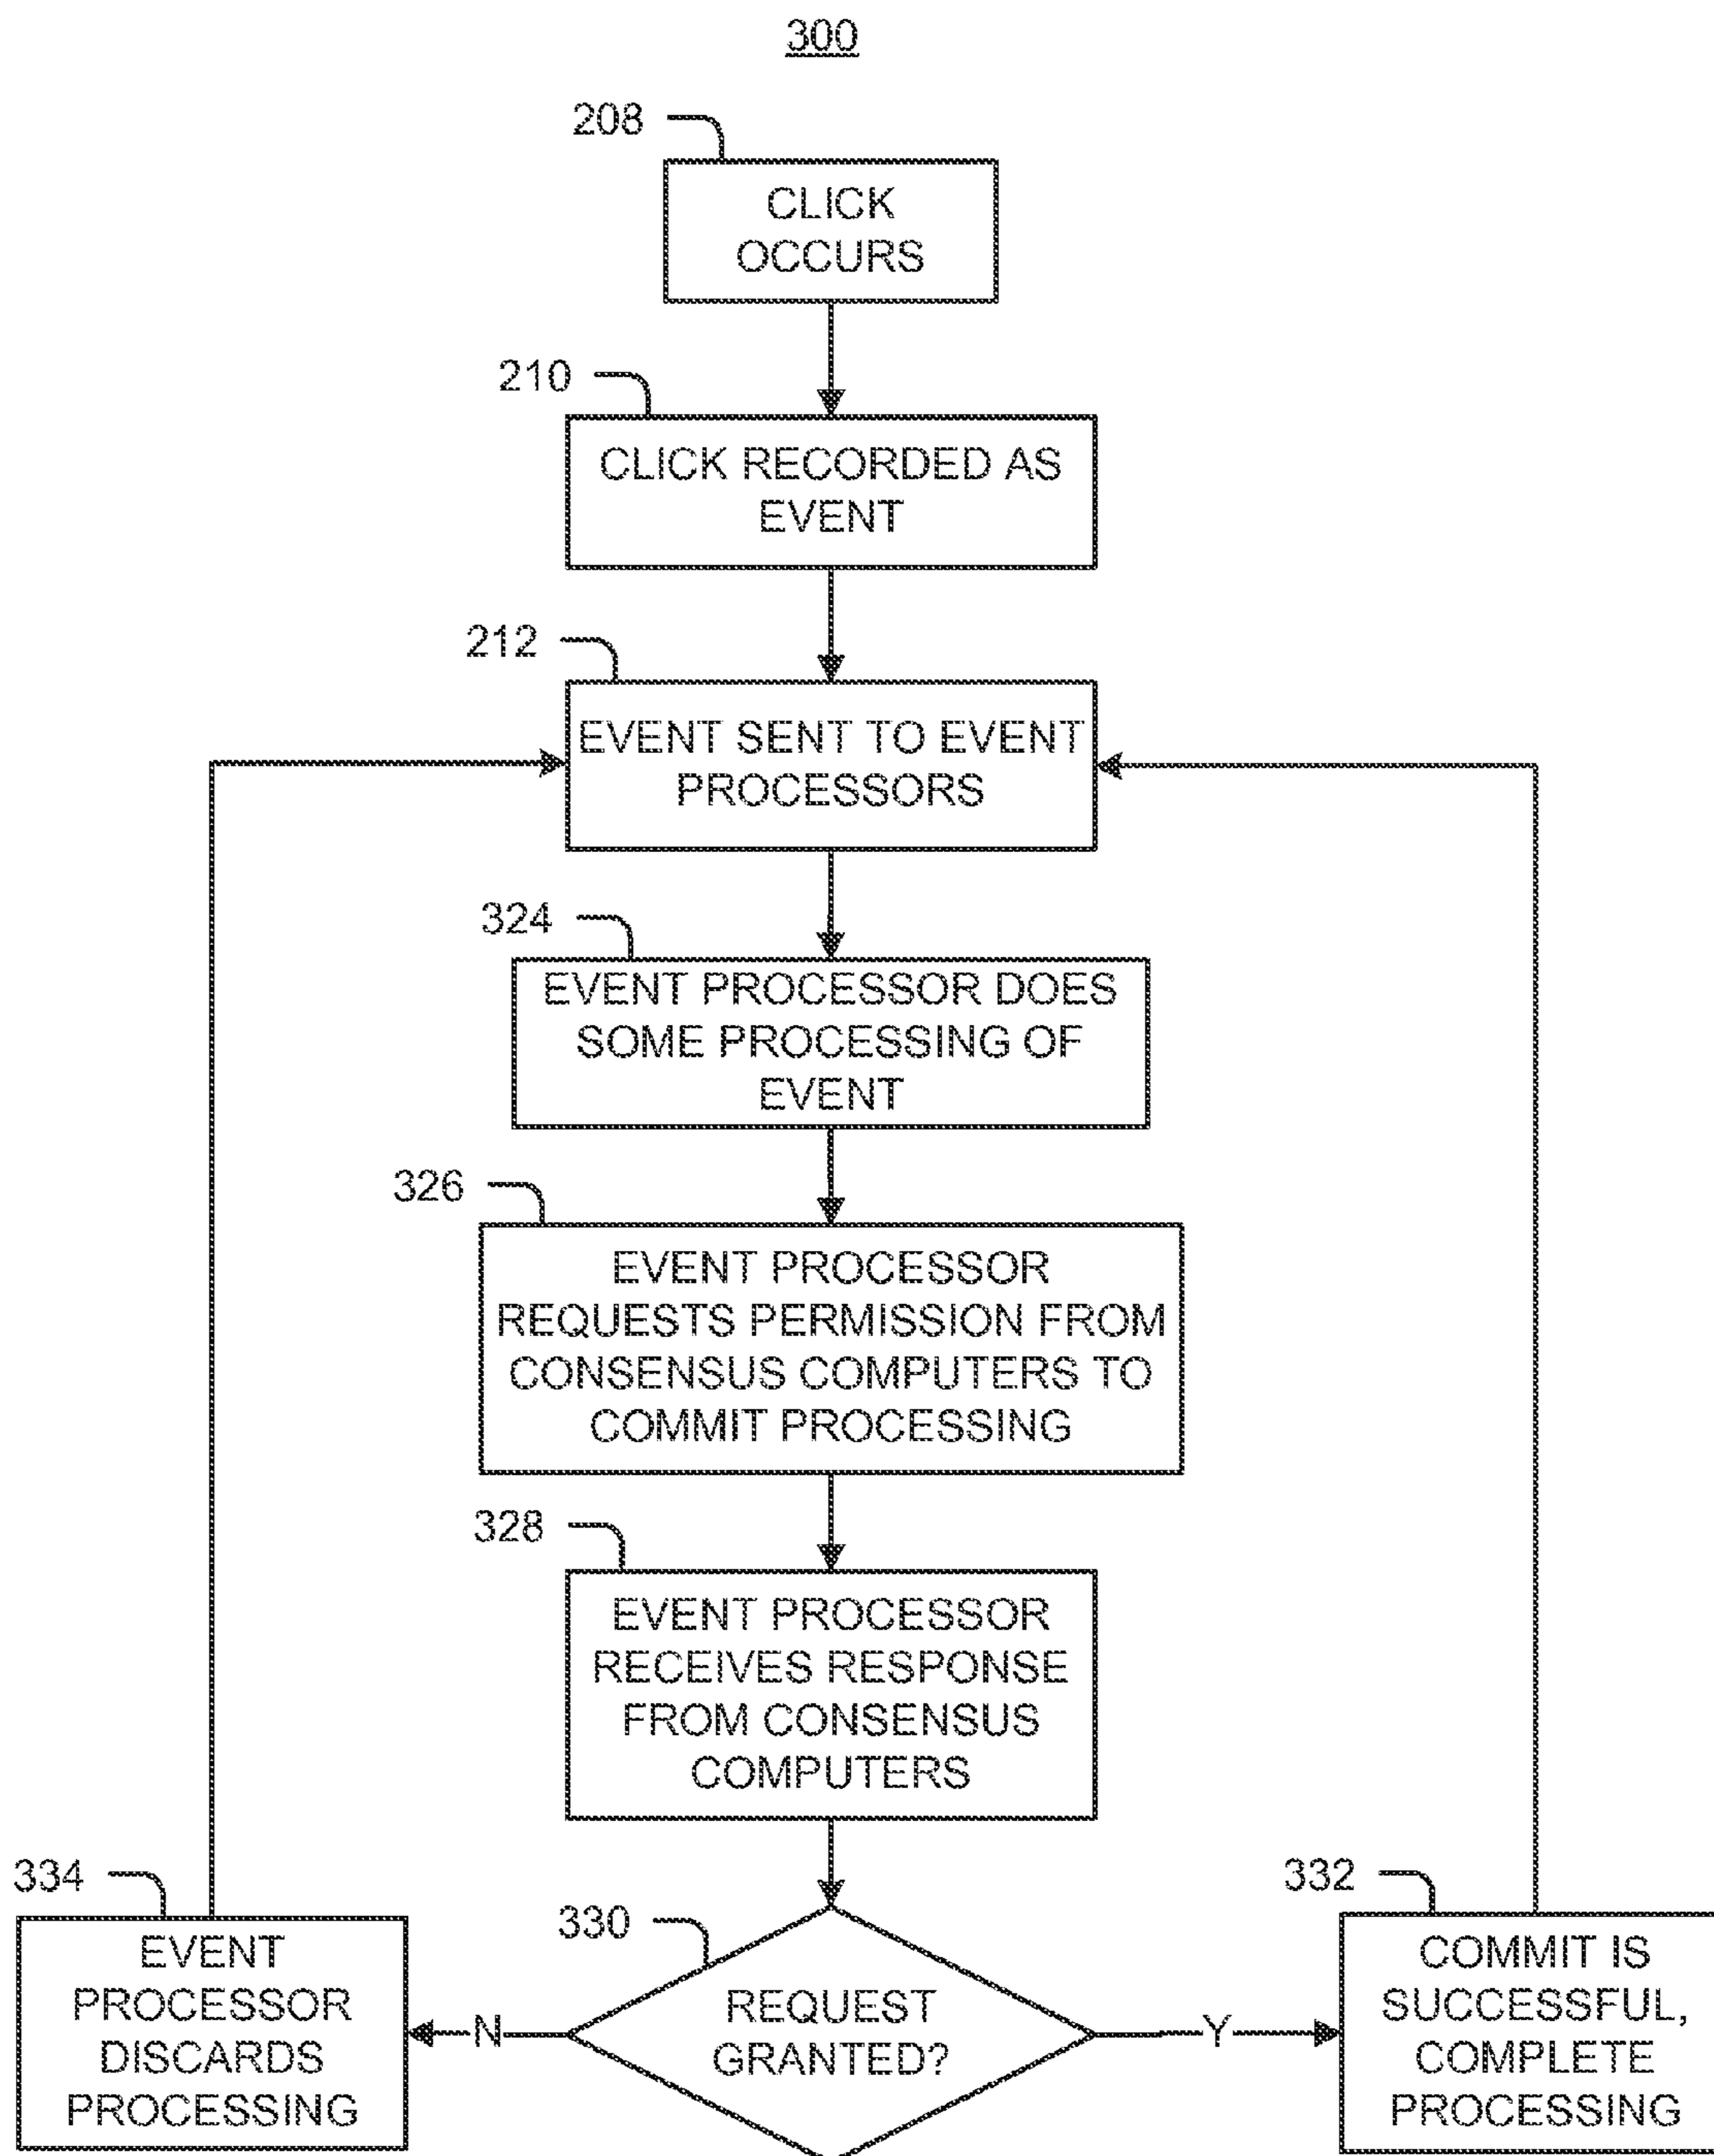 300
208
CLICK
OCCURS
210
CLICK RECORDED AS
EVENT
212
EVENT SENT TO EVENT
PROCESSORS
324
EVENT PROCESSOR DOES
SOME PROCESSING OF
EVENT
326
EVENT PROCESSOR
REQUESTS PERMISSION FROM
CONSENSUS COMPUTERS TO
COMMIT PROCESSING
328
EVENT PROCESSOR
RECEIVES RESPONSE
FROM CONSENSUS
COMPUTERS
334
EVENT
PROCESSOR
DISCARDS
PROCESSING
N
330
REQUEST
GRANTED?
Y
332
COMMIT IS
SUCCESSFUL,
COMPLETE
PROCESSING